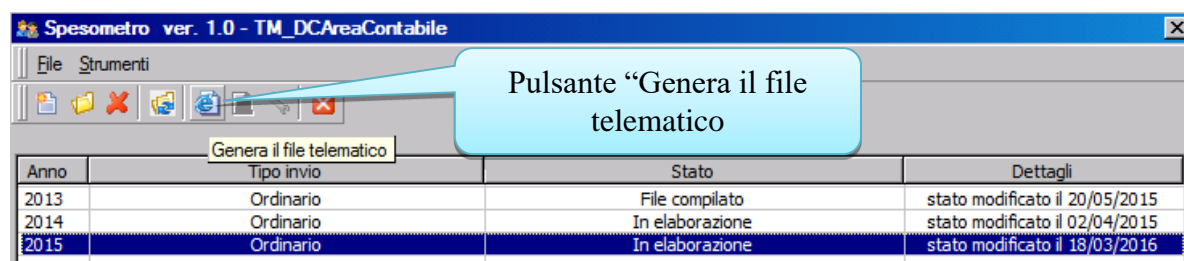 Spesometro ver. 1.0 - TM_DCAreaContabile
File Strumenti
Pulsante “Genera il file
telematico
Genera il file telematico
Anno Tipo invio Stato Dettagli
2013 Ordinario File compilato stato modificato il 20/05/2015
2014 Ordinario In elaborazione stato modificato il 02/04/2015
2015 Ordinario In elaborazione stato modificato il 18/03/2016